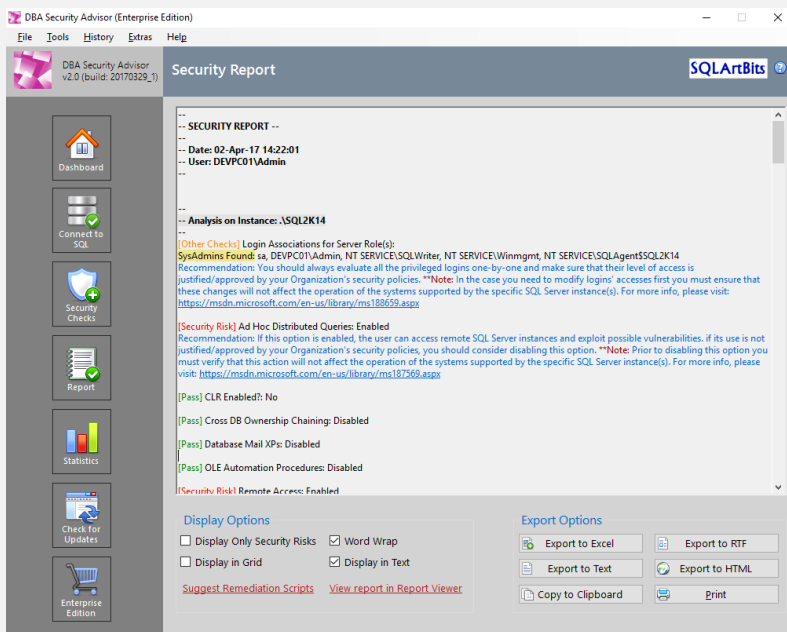 DBA Security Advisor (Enterprise Edition)
File Tools History Extras Help
DBA Security Advisor
v2.0 (build: 20170329_1)
Security Report
SQLArtBits
Dashboard
Connect to
SQL
Security
Checks
Report
Statistics
Check for
Updates
Enterprise
Edition
--
-- SECURITY REPORT --
--
-- Date: 02-Apr-17 14:22:01
-- User: DEVPC01\Admin
--
--
-- Analysis on Instance: .\SQL2K14
--
[Other Checks] Login Associations for Server Role(s):
SysAdmins Found: sa, DEVPC01\Admin, NT SERVICE\SQLWriter, NT SERVICE\Winmgmt, NT SERVICE\SQLAgent$SQL2K14
Recommendation: You should always evaluate all the privileged logins one-by-one and make sure that their level of access is
justified/approved by your Organization's security policies. **Note: In the case you need to modify logins' accesses first you must ensure that
these changes will not affect the operation of the systems supported by the specific SQL Server instance(s). For more info, please visit:
https://msdn.microsoft.com/en-us/library/ms188659.aspx
[Security Risk] Ad Hoc Distributed Queries: Enabled
Recommendation: If this option is enabled, the user can access remote SQL Server instances and exploit possible vulnerabilities. if its use is not
justified/approved by your Organization's security policies, you should consider disabling this option. **Note: Prior to disabling this option you
must verify that this action will not affect the operation of the systems supported by the specific SQL Server instance(s). For more info, please
visit: https://msdn.microsoft.com/en-us/library/ms187569.aspx
[Pass] CLR Enabled?: No
[Pass] Cross DB Ownership Chaining: Disabled
[Pass] Database Mail XPs: Disabled
[Pass] OLE Automation Procedures: Disabled
[Security Risk] Remote Access: Enabled
Display Options
Display Only Security Risks
Word Wrap
Display in Grid
Display in Text
Suggest Remediation Scripts
View report in Report Viewer
Export Options
Export to Excel
Export to RTF
Export to Text
Export to HTML
Copy to Clipboard
Print